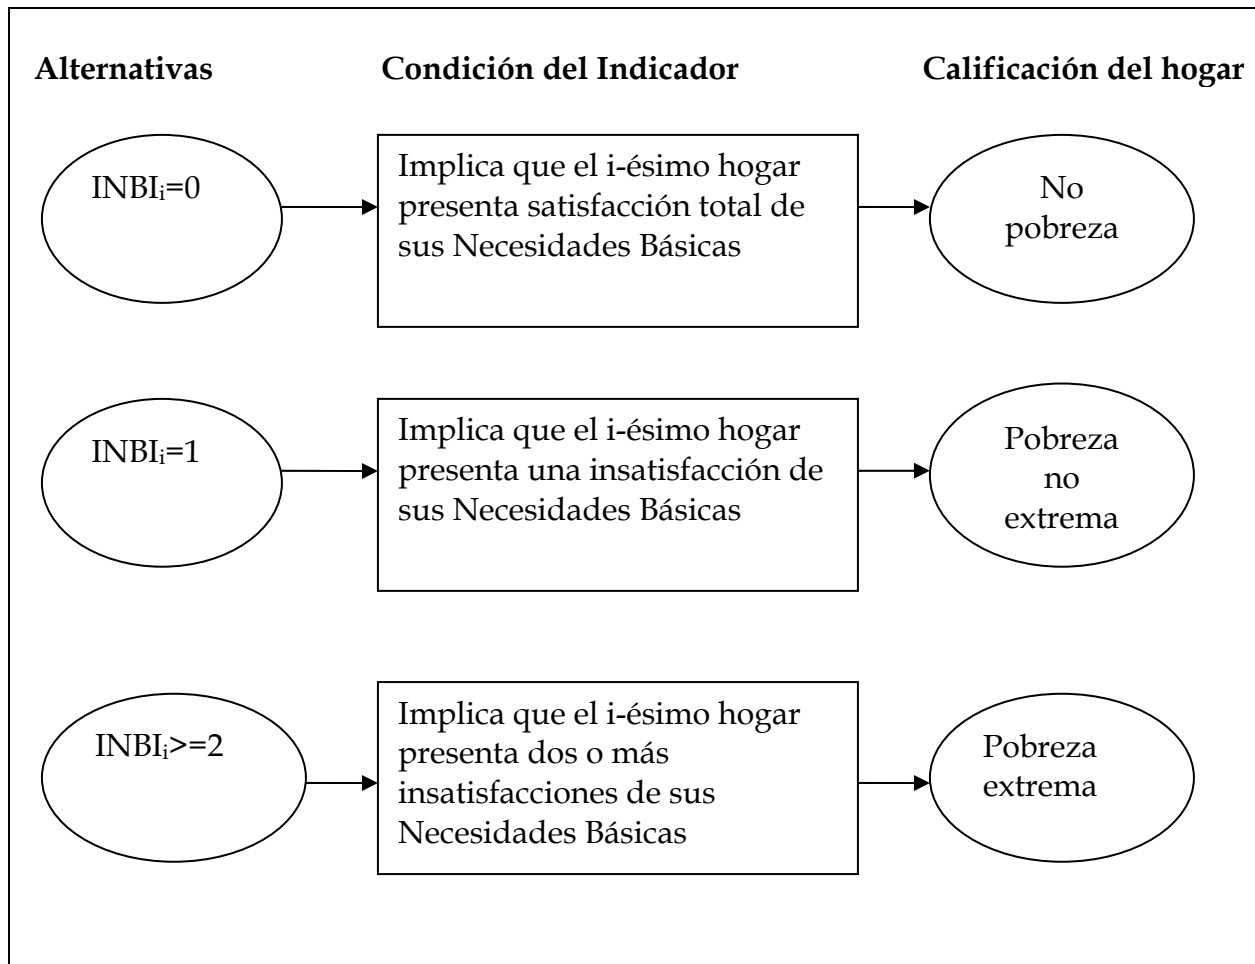 Alternativas
Condición del Indicador
Calificación del hogar
INBIᵢ=0
Implica que el i-ésimo hogar
presenta satisfacción total de
sus Necesidades Básicas
No
pobreza
INBIᵢ=1
Implica que el i-ésimo hogar
presenta una insatisfacción de
sus Necesidades Básicas
Pobreza
no
extrema
INBIᵢ>=2
Implica que el i-ésimo hogar
presenta dos o más
insatisfacciones de sus
Necesidades Básicas
Pobreza
extrema